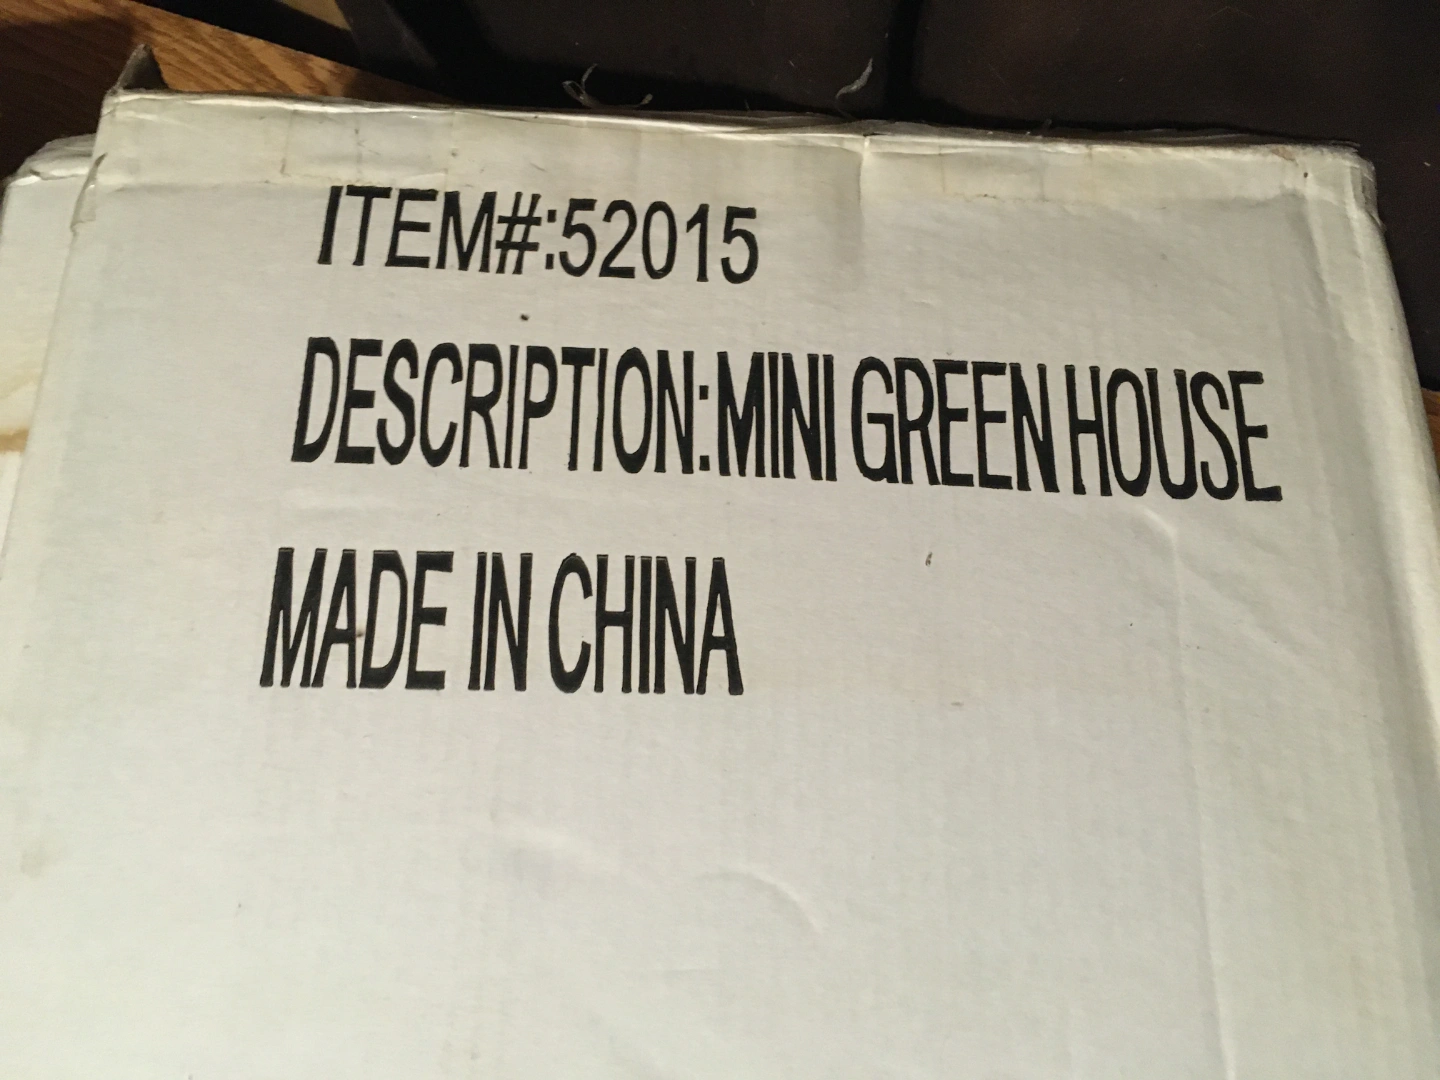 ITEM#:52015
DESCRIPTION:MINI GREEN HOUSE
MADE IN CHINA